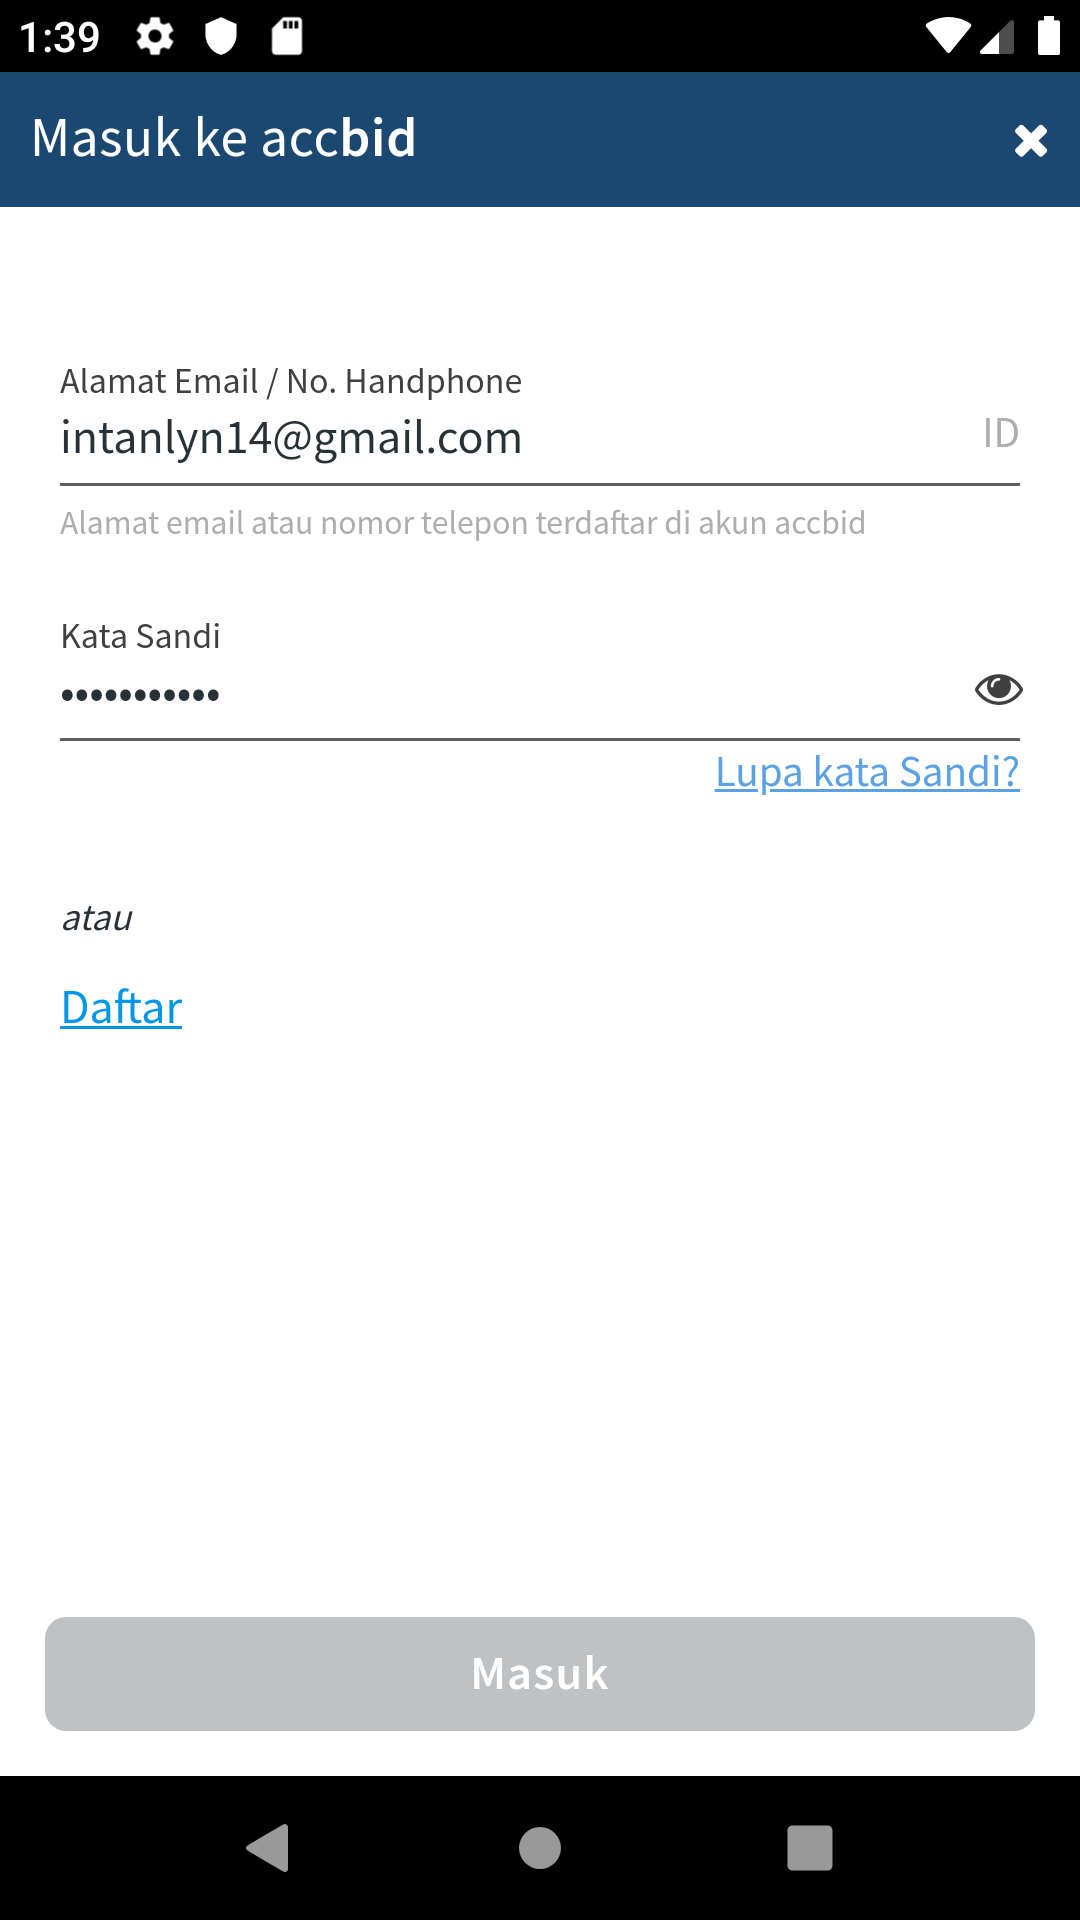 1:39
Masuk ke accbid
Alamat Email / No. Handphone
intanlyn14@gmail.com
ID
Alamat email atau nomor telepon terdaftar di akun accbid
Kata Sandi
•••••••••••
Lupa kata Sandi?
atau
Daftar
Masuk